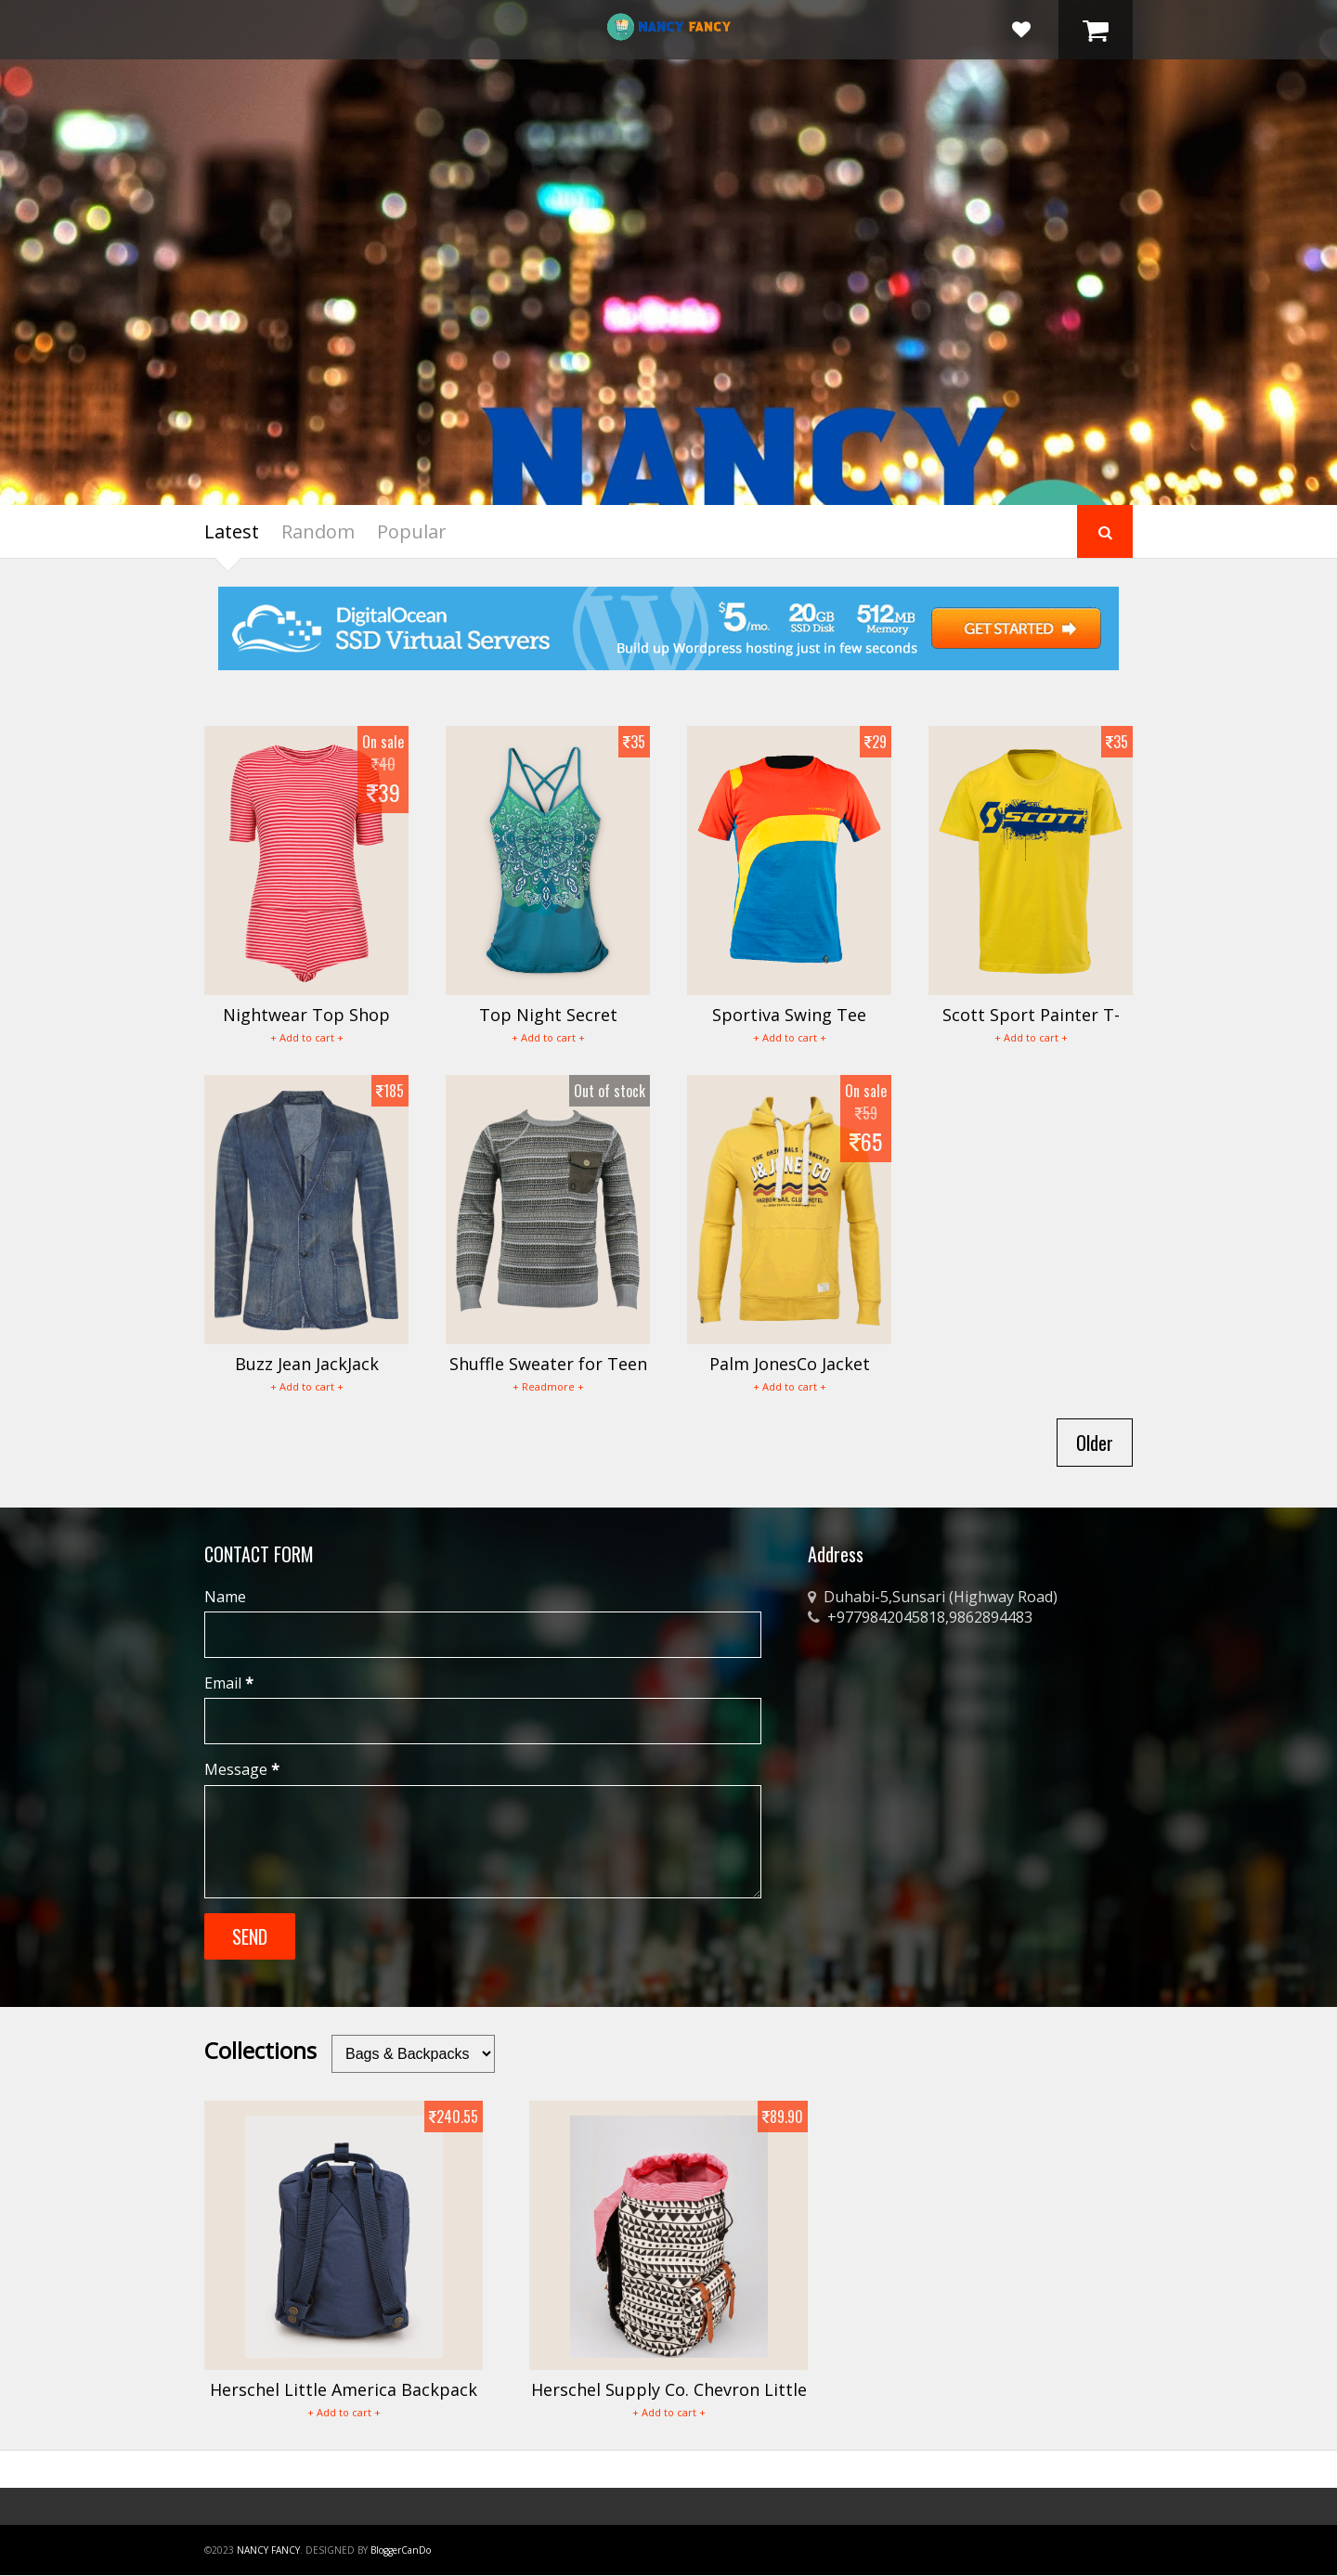 NANCY FANCY
NANCY
Latest Random Popular
DigitalOcean
SSD Virtual Servers
$5/mo. 20GB SSD Disk 512MB Memory
Build up Wordpress hosting just in few seconds
GET STARTED
On sale
₹40
₹39
Nightwear Top Shop
+ Add to cart +
₹35
Top Night Secret
+ Add to cart +
₹29
Sportiva Swing Tee
+ Add to cart +
₹35
SCOTT
Scott Sport Painter T-
+ Add to cart +
₹185
Buzz Jean JackJack
+ Add to cart +
Out of stock
Shuffle Sweater for Teen
+ Readmore +
On sale
₹59
₹65
J&JONES CO
Palm JonesCo Jacket
+ Add to cart +
Older
CONTACT FORM
Name
Email *
Message *
SEND
Address
Duhabi-5,Sunsari (Highway Road)
+9779842045818,9862894483
Collections Bags & Backpacks
₹240.55
Herschel Little America Backpack
+ Add to cart +
₹89.90
Herschel Supply Co. Chevron Little
+ Add to cart +
©2023 NANCY FANCY. DESIGNED BY BloggerCanDo